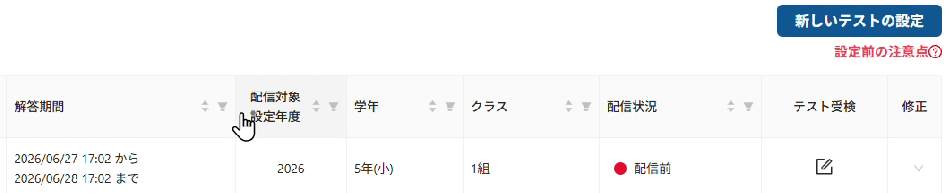 新しいテストの設定
設定前の注意点?
解答期間 配信対象 学年 クラス 配信状況 テスト受検 修正
設定年度
2026/06/27 17:02 から
2026 5年(小) 1組 配信前
2026/06/28 17:02 まで